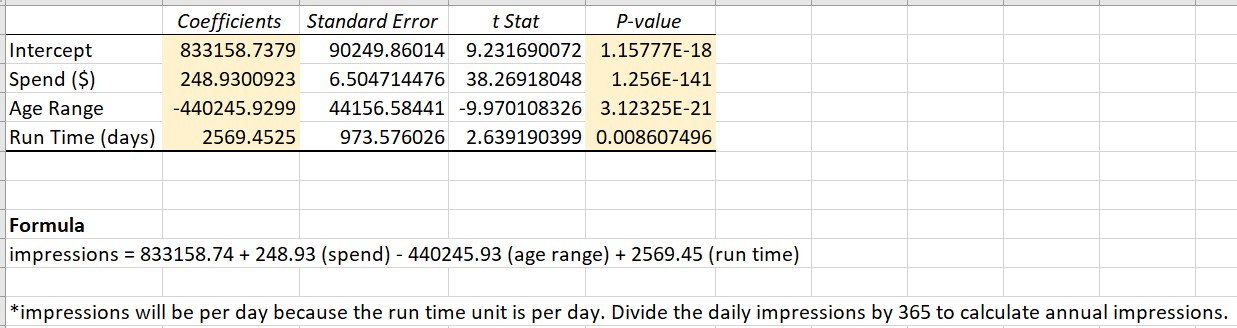 Coefficients Standard Error t Stat P-value
Intercept 833158.7379 90249.86014 9.231690072 1.15777E-18
Spend ($) 248.9300923 6.504714476 38.26918048 1.256E-141
Age Range -440245.9299 44156.58441 -9.970108326 3.12325E-21
Run Time (days) 2569.4525 973.576026 2.639190399 0.008607496
Formula
impressions = 833158.74 + 248.93 (spend) - 440245.93 (age range) + 2569.45 (run time)
*impressions will be per day because the run time unit is per day. Divide the daily impressions by 365 to calculate annual impressions.